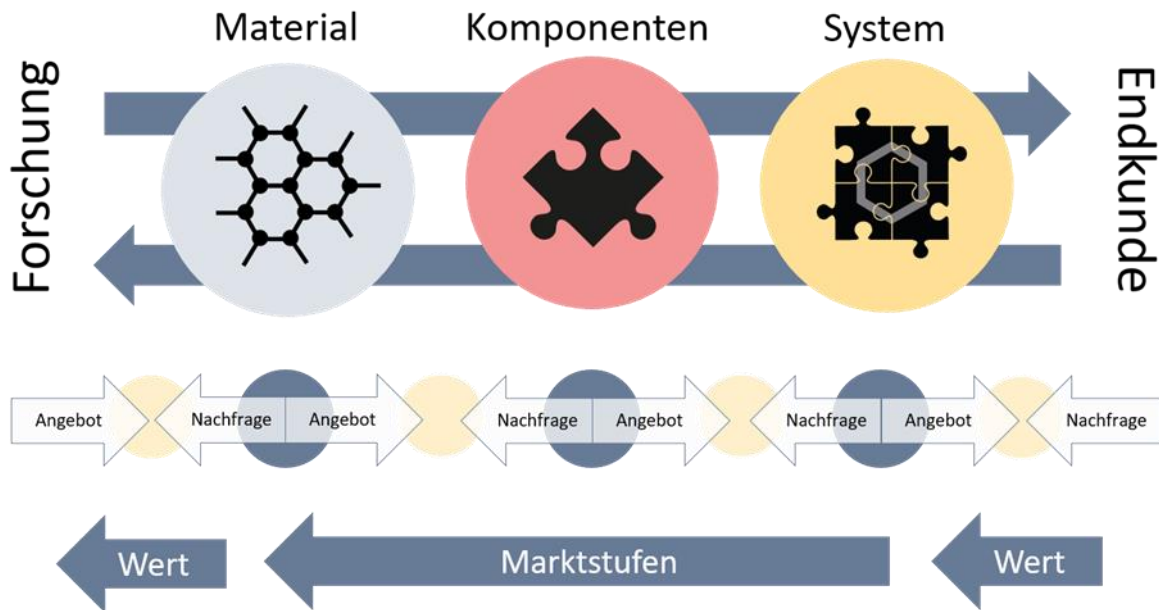 Material
Komponenten
System
Forschung
Endkunde
Angebot
Nachfrage
Angebot
Nachfrage
Angebot
Nachfrage
Angebot
Nachfrage
Wert
Marktstufen
Wert